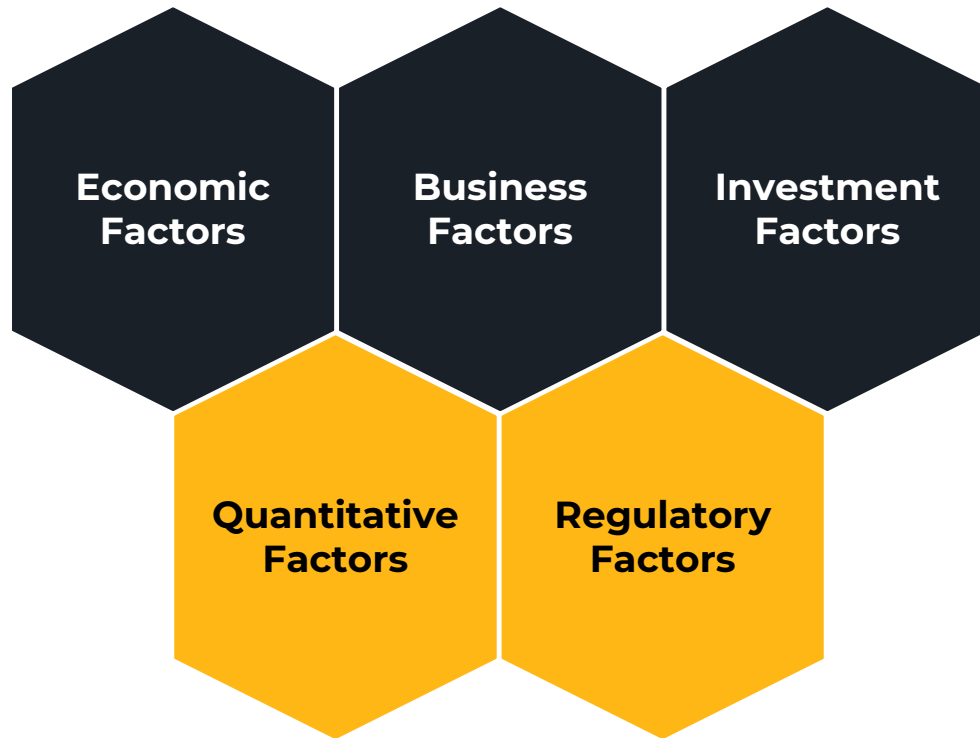 Economic
Factors
Business
Factors
Investment
Factors
Quantitative
Factors
Regulatory
Factors